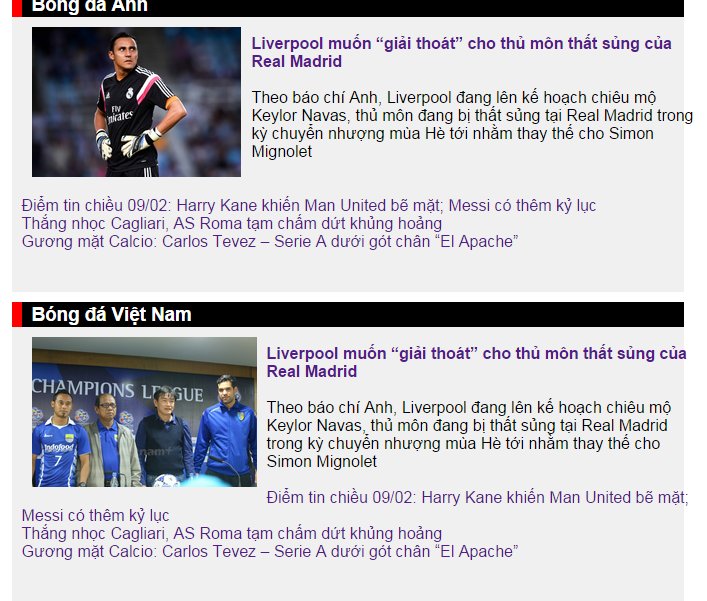 Bóng đá Anh
Liverpool muốn “giải thoát” cho thủ môn thất sủng của
Real Madrid
Theo báo chí Anh, Liverpool đang lên kế hoạch chiêu mộ
Keylor Navas, thủ môn đang bị thất sủng tại Real Madrid trong
kỳ chuyển nhượng mùa Hè tới nhằm thay thế cho Simon
Mignolet
Fly
Emirates
Điểm tin chiều 09/02: Harry Kane khiến Man United bẽ mặt; Messi có thêm kỷ lục
Thắng nhọc Cagliari, AS Roma tạm chấm dứt khủng hoảng
Gương mặt Calcio: Carlos Tevez – Serie A dưới gót chân “El Apache”
Bóng đá Việt Nam
CHAMPIONS LEAGUE
Indofood
7
Liverpool muốn “giải thoát” cho thủ môn thất sủng của
Real Madrid
Theo báo chí Anh, Liverpool đang lên kế hoạch chiêu mộ
Keylor Navas, thủ môn đang bị thất sủng tại Real Madrid
trong kỳ chuyển nhượng mùa Hè tới nhằm thay thế cho
Simon Mignolet
Điểm tin chiều 09/02: Harry Kane khiến Man United bẽ mặt;
Messi có thêm kỷ lục
Thắng nhọc Cagliari, AS Roma tạm chấm dứt khủng hoảng
Gương mặt Calcio: Carlos Tevez – Serie A dưới gót chân “El Apache”